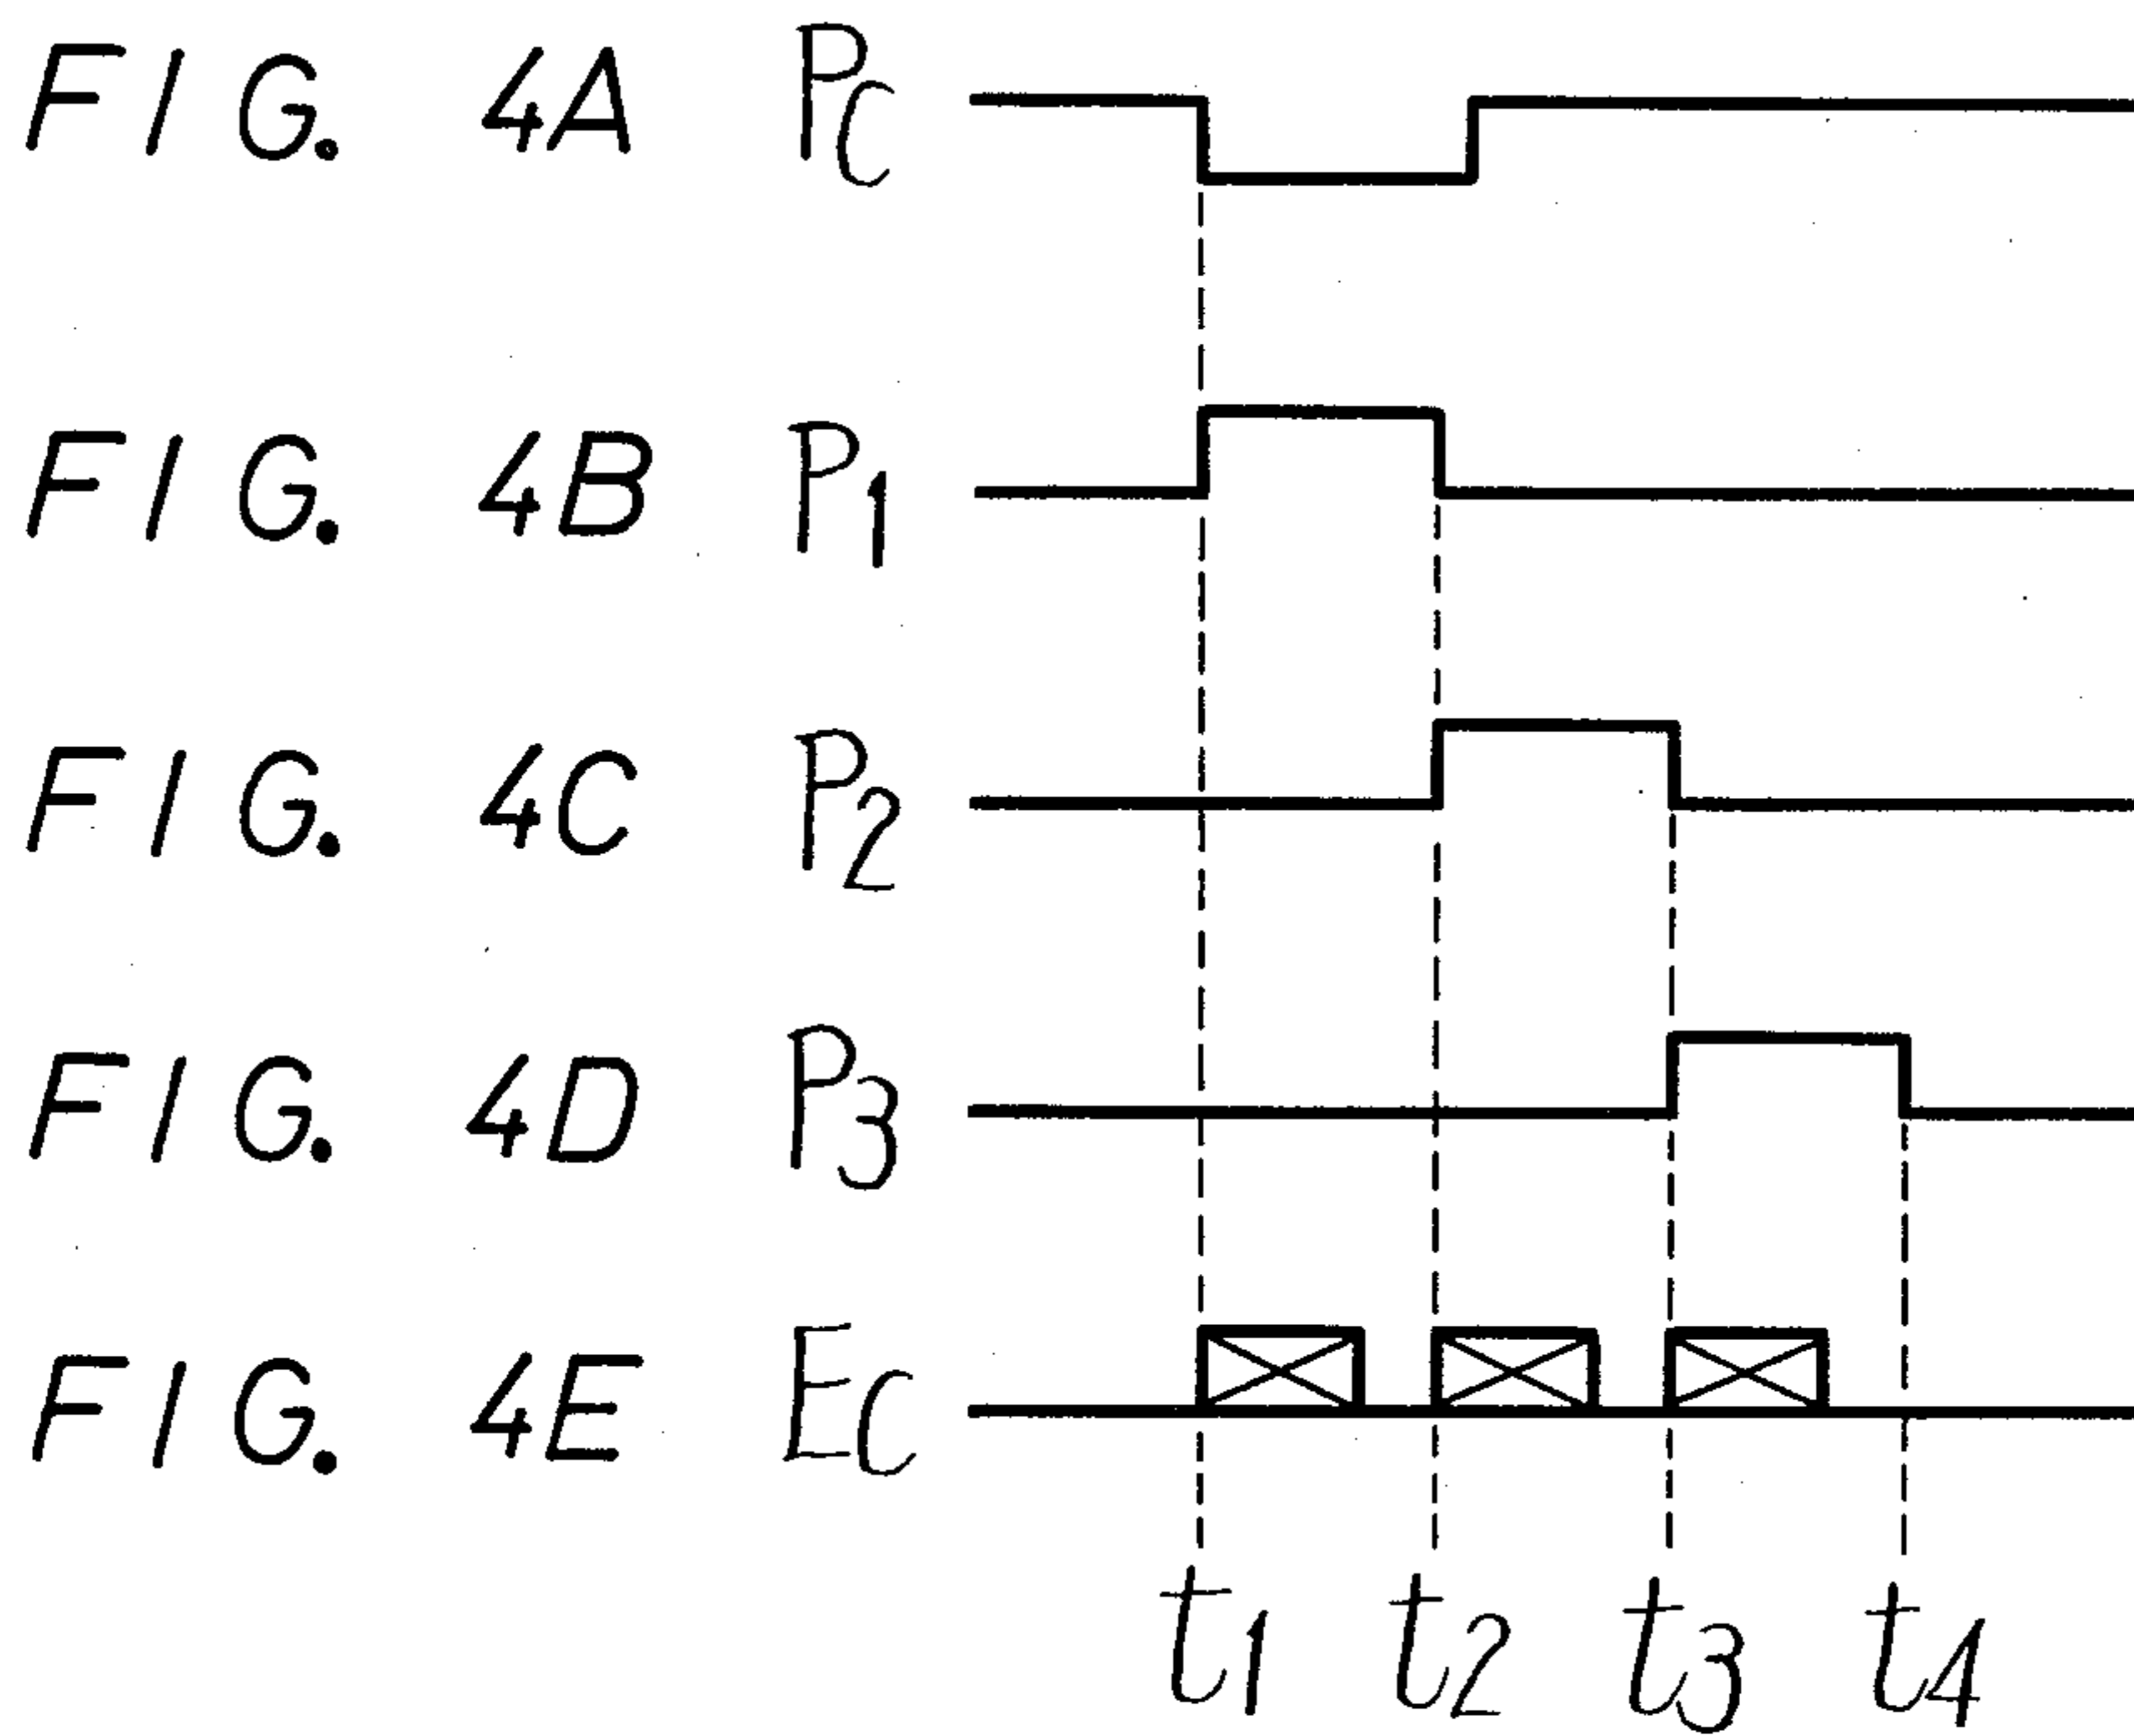 FIG. 4A PC
FIG. 4B P1
FIG. 4C P2
FIG. 4D P3
FIG. 4E EC
t1 t2 t3 t4